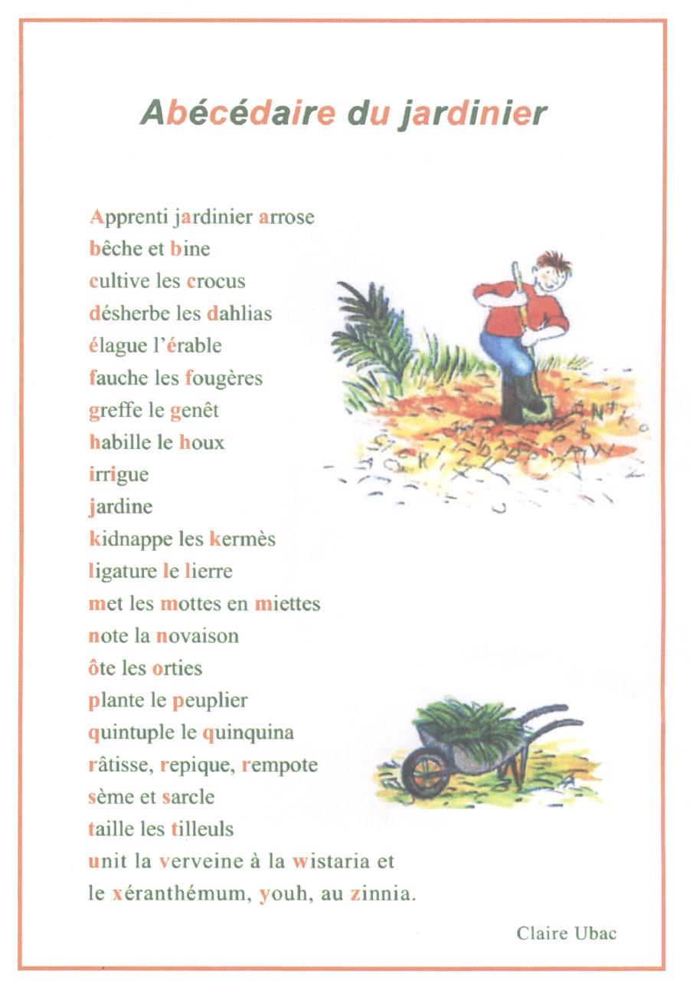 Abécédaire du jardinier
Apprenti jardinier arrose
bêche et bine
cultive les crocus
désherbe les dahlias
élague l'érable
fauche les fougères
greffe le genêt
habille le houx
irrigue
jardine
kidnappe les kermès
ligature le lierre
met les mottes en miettes
note la novaison
ôte les orties
plante le peuplier
quintuple le quinquina
râtisse, repique, rempote
sème et sarcle
taille les tilleuls
unit la verveine à la wistaria et
le xéranthémum, youh, au zinnia.
Claire Ubac